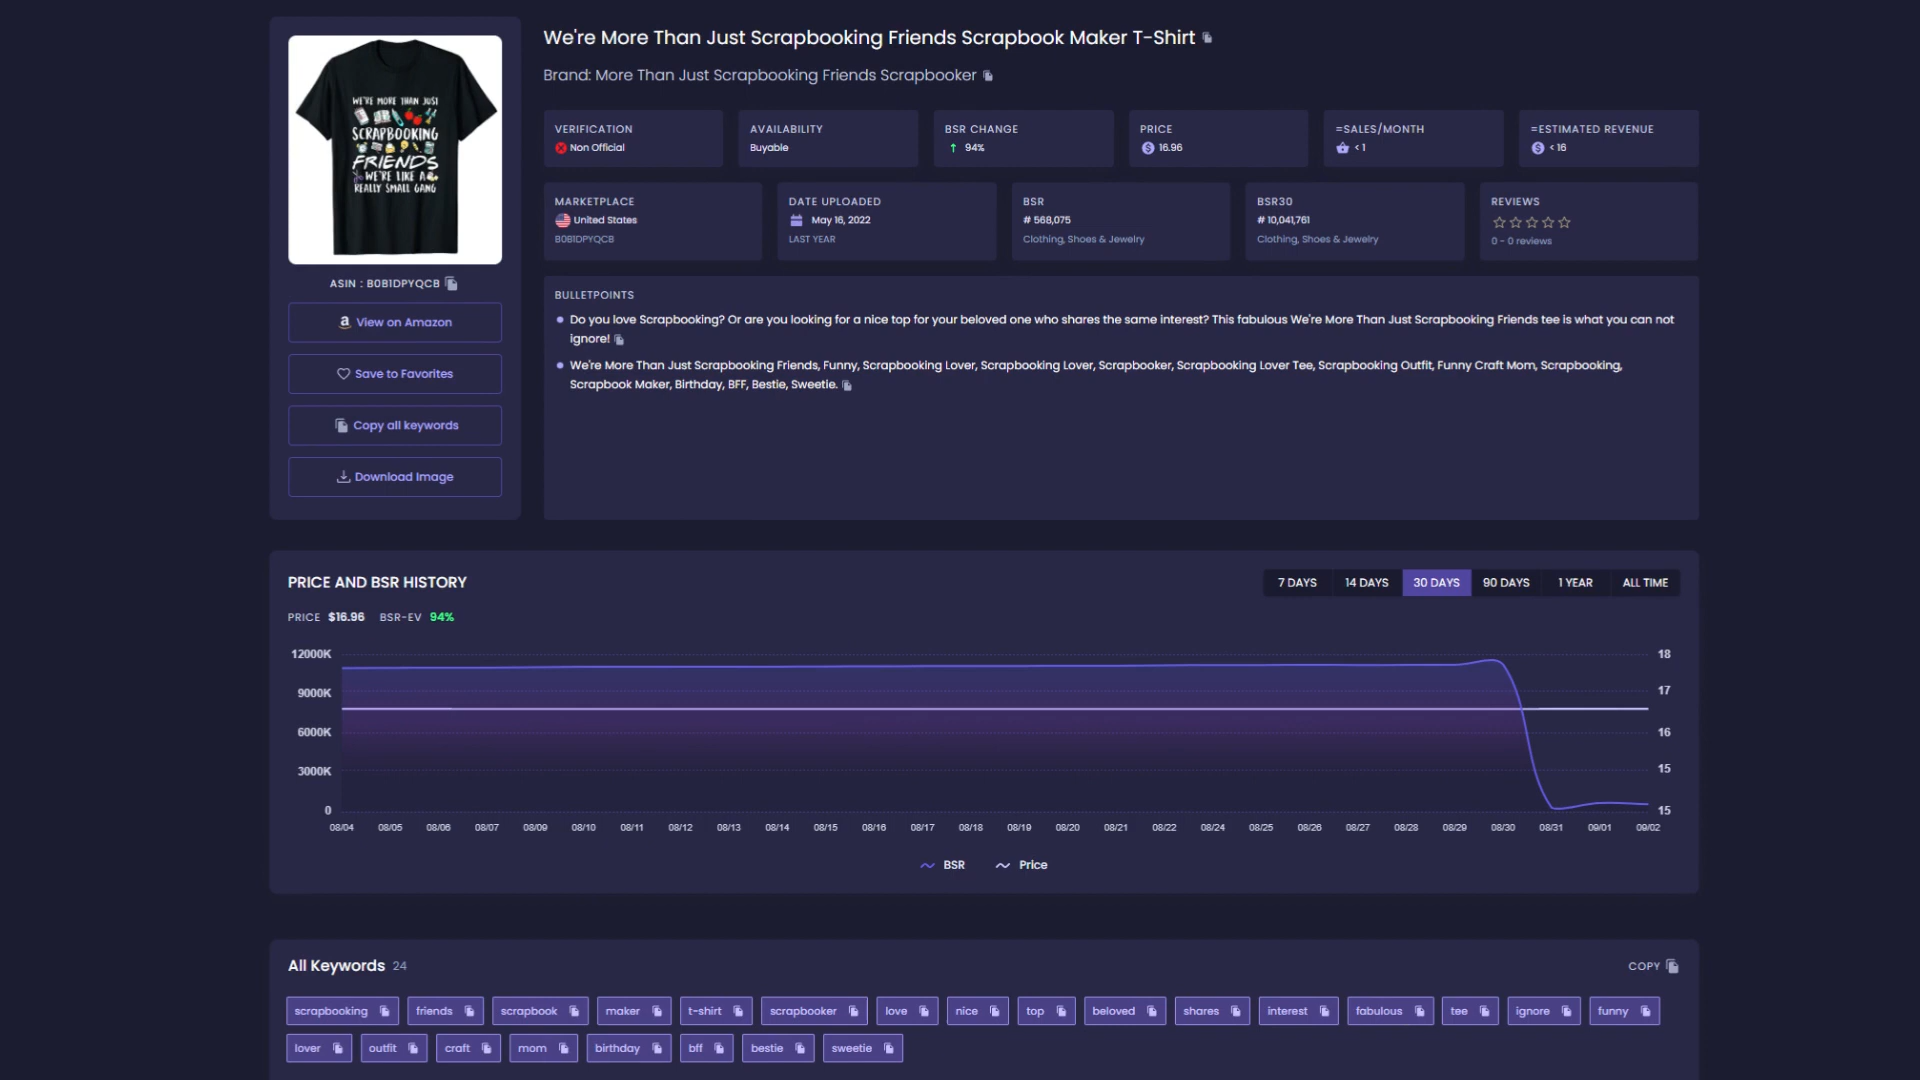 We're More Than Just Scrapbooking Friends Scrapbook Maker T-Shirt
Brand: More Than Just Scrapbooking Friends Scrapbooker
WE'RE MORE THAN JUST
SCRAPBOOKING
FRIENDS
WE'RE LIKE A
REALLY SMALL GANG
ASIN : B0B1DPYQCB
View on Amazon
Save to Favorites
Copy all keywords
Download Image
VERIFICATION
Non Official
AVAILABILITY
Buyable
BSR CHANGE
↑ 94%
PRICE
$ 16.96
=SALES/MONTH
< 1
=ESTIMATED REVENUE
$ < 16
MARKETPLACE
United States
B0B1DPYQCB
DATE UPLOADED
May 16, 2022
LAST YEAR
BSR
# 568,075
Clothing, Shoes & Jewelry
BSR30
# 10,041,761
Clothing, Shoes & Jewelry
REVIEWS
0 - 0 reviews
BULLETPOINTS
Do you love Scrapbooking? Or are you looking for a nice top for your beloved one who shares the same interest? This fabulous We're More Than Just Scrapbooking Friends tee is what you can not
ignore!
We're More Than Just Scrapbooking Friends, Funny, Scrapbooking Lover, Scrapbooking Lover, Scrapbooker, Scrapbooking Lover Tee, Scrapbooking Outfit, Funny Craft Mom, Scrapbooking,
Scrapbook Maker, Birthday, BFF, Bestie, Sweetie.
PRICE AND BSR HISTORY
7 DAYS 14 DAYS 30 DAYS 90 DAYS 1 YEAR ALL TIME
PRICE $16.96 BSR-EV 94%
12000K 18
9000K 17
6000K 16
3000K 15
0 15
08/04 08/05 08/06 08/07 08/09 08/10 08/11 08/12 08/13 08/14 08/15 08/16 08/17 08/18 08/19 08/20 08/21 08/22 08/24 08/25 08/26 08/27 08/28 08/29 08/30 08/31 09/01 09/02
BSR Price
All Keywords 24
COPY
scrapbooking friends scrapbook maker t-shirt scrapbooker love nice top beloved shares interest fabulous tee ignore funny
lover outfit craft mom birthday bff bestie sweetie